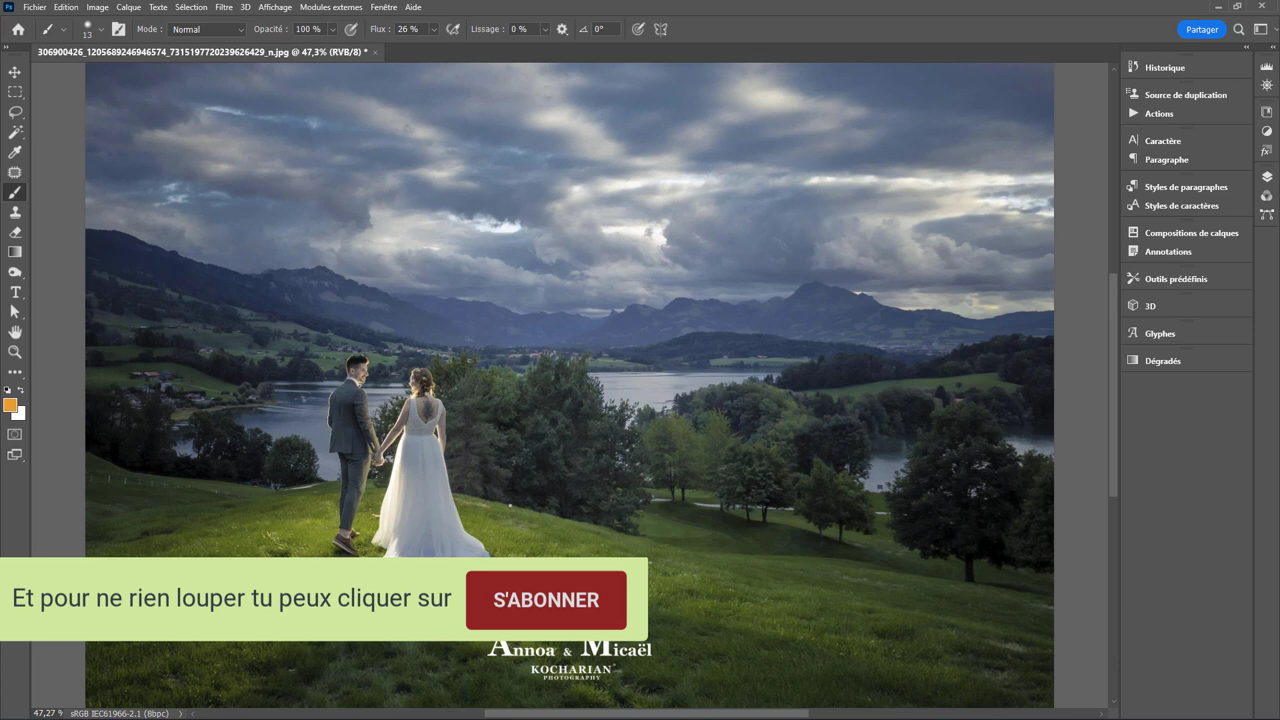 Fichier Edition Image Calque Texte Sélection Filtre 3D Affichage Modules externes Fenêtre Aide
13 Mode : Normal Opacité : 100 % Flux : 26 % Lissage : 0 % 0° Partager
306900426_1205689246946574_7315197720239626429_n.jpg @ 47,3% (RVB/8) * ×
Historique
Source de duplication
Actions
Caractère
Paragraphe
Styles de paragraphes
Styles de caractères
Compositions de calques
Annotations
Outils prédéfinis
3D
Glyphes
Dégradés
Et pour ne rien louper tu peux cliquer sur S'ABONNER
Annoa & Micaël
KOCHARIAN
PHOTOGRAPHY
47,27 % sRGB IEC61966-2.1 (8bpc)